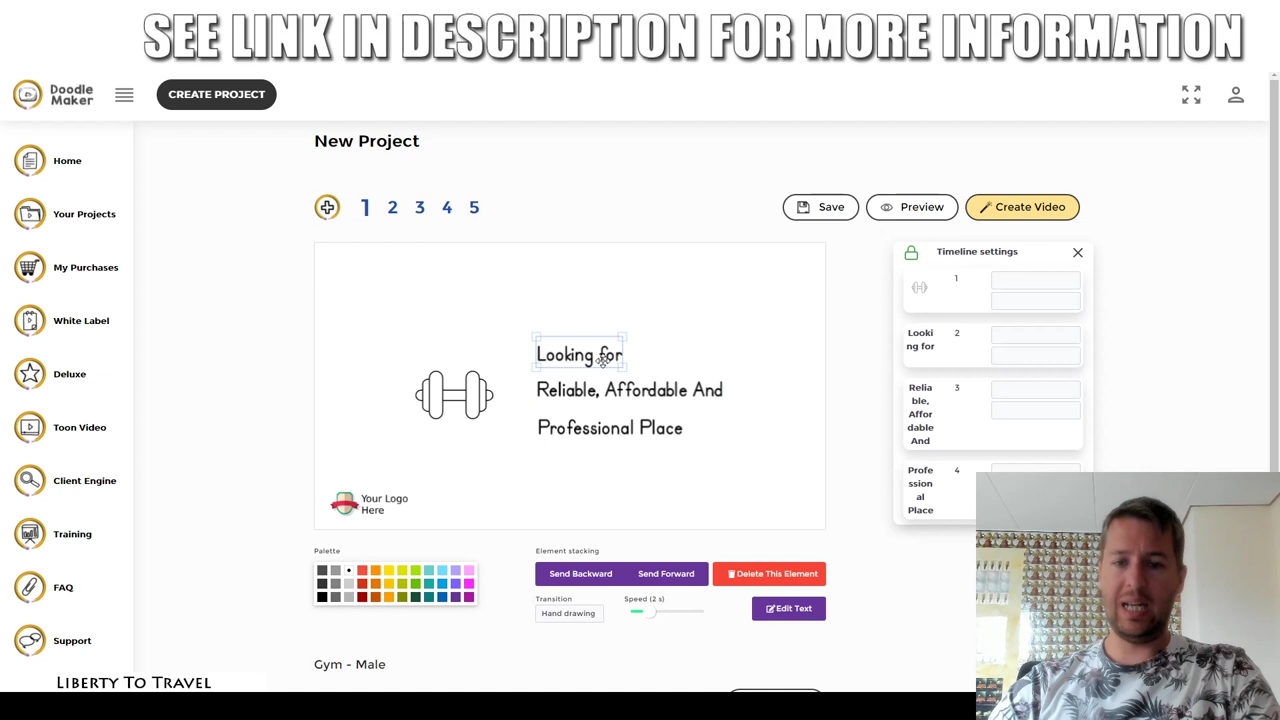 SEE LINK IN DESCRIPTION FOR MORE INFORMATION
Doodle
Maker
CREATE PROJECT
Home
Your Projects
My Purchases
White Label
Deluxe
Toon Video
Client Engine
Training
FAQ
Support
New Project
1 2 3 4 5
Save
Preview
Create Video
Looking for
Reliable, Affordable And
Professional Place
Your Logo
Here
Timeline settings
1
Looki
ng for
2
Relia
ble,
Affor
dable
And
3
Profe
ssion
al
Place
4
Palette
Element stacking
Send Backward
Send Forward
Delete This Element
Transition
Hand drawing
Speed (2 s)
Edit Text
Gym - Male
LIBERTY TO TRAVEL